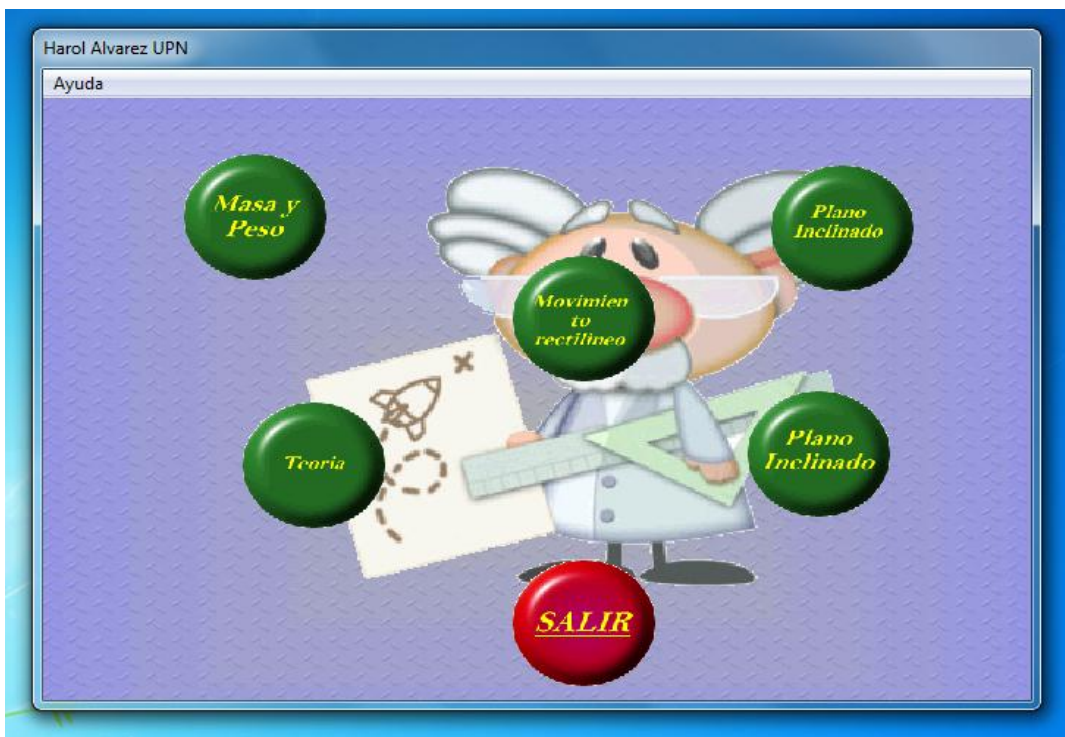 Harol Alvarez UPN
Ayuda
Masa y
Peso
Plano
Inclinado
Movimien
to
rectilineo
Teoria
Plano
Inclinado
SALIR